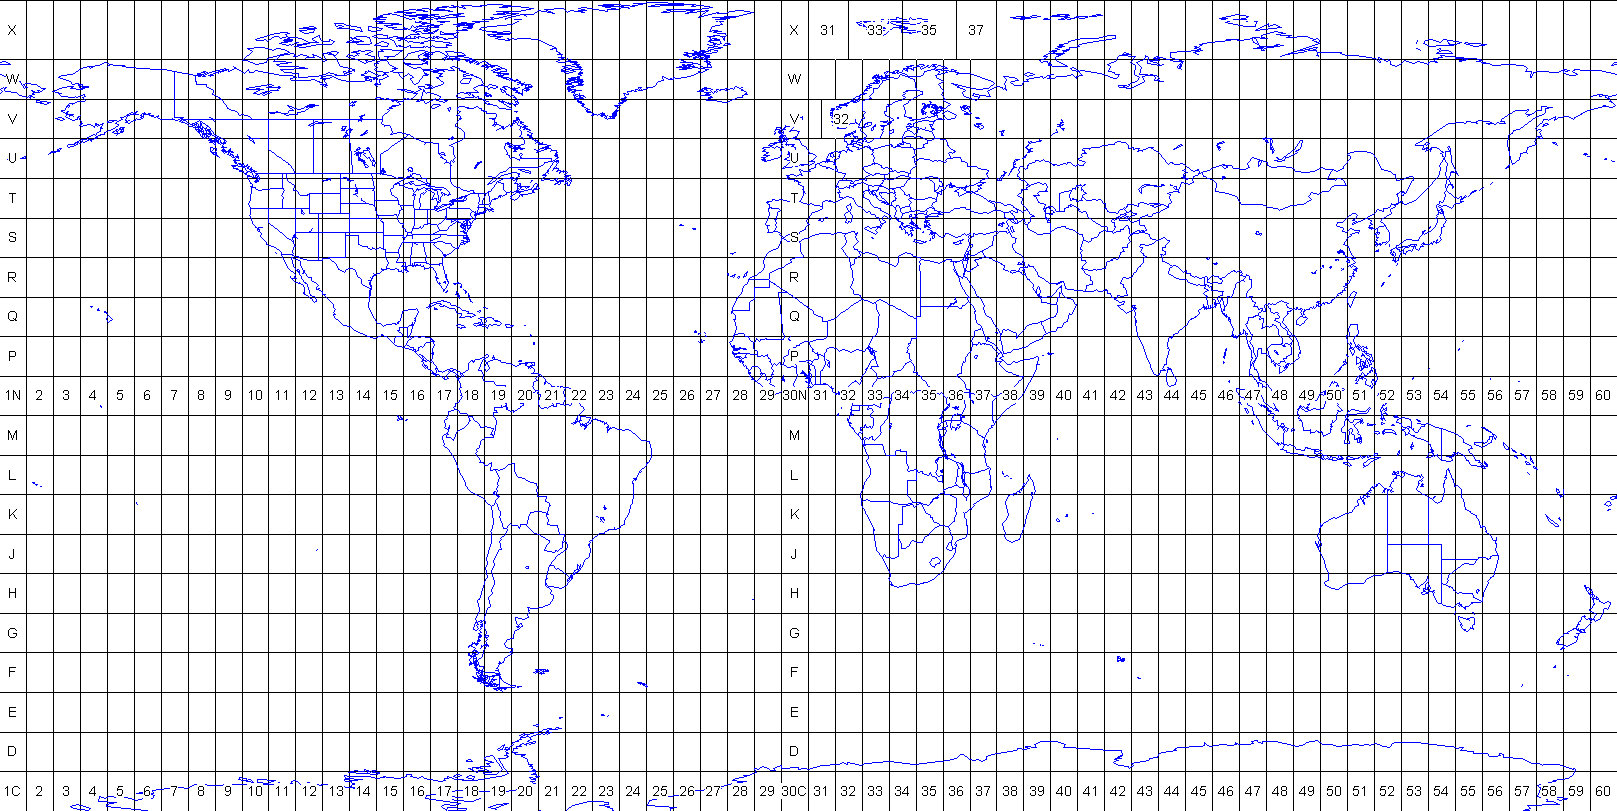 X X 31 33 35 37
W W
V V 32
U U
T T
S S
R R
Q Q
P P
1N 2 3 4 5 6 7 8 9 10 11 12 13 14 15 16 17 18 19 20 21 22 23 24 25 26 27 28 29 30N 31 32 33 34 35 36 37 38 39 40 41 42 43 44 45 46 47 48 49 50 51 52 53 54 55 56 57 58 59 60
M M
L L
K K
J J
H H
G G
F F
E E
D D
1C 2 3 4 5 6 7 8 9 10 11 12 13 14 15 16 17 18 19 20 21 22 23 24 25 26 27 28 29 30C 31 32 33 34 35 36 37 38 39 40 41 42 43 44 45 46 47 48 49 50 51 52 53 54 55 56 57 58 59 60